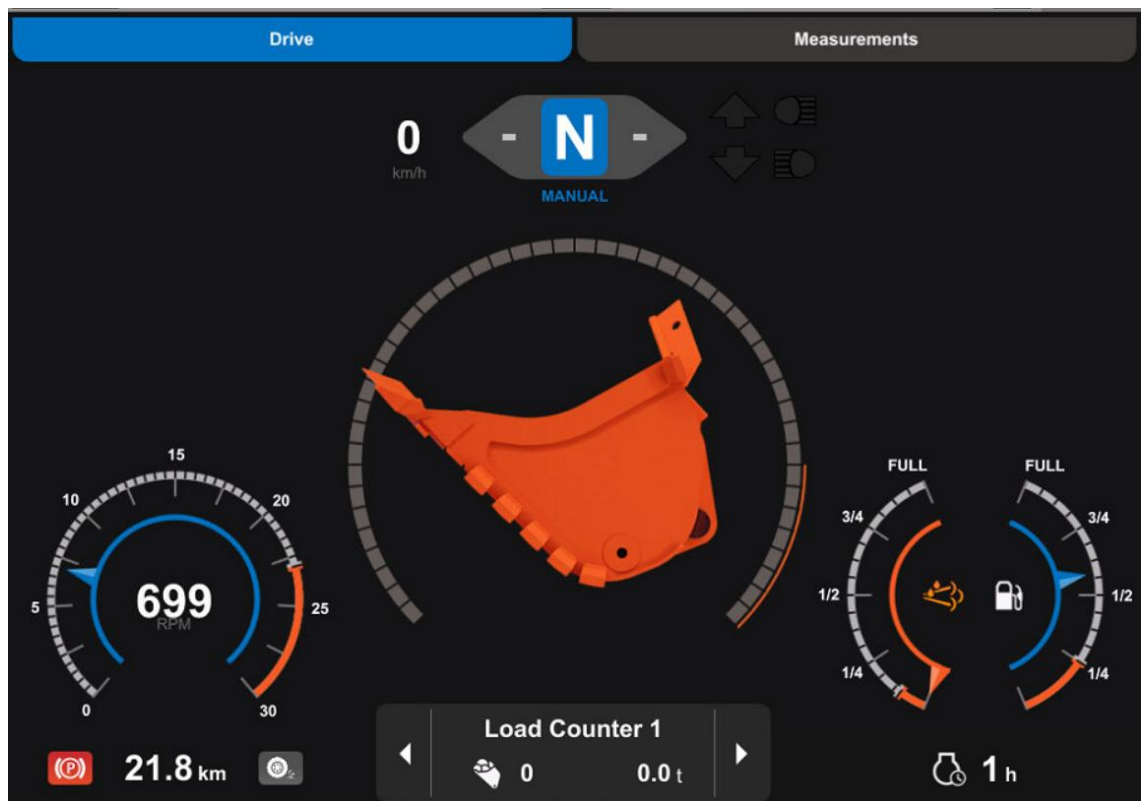 Drive
Measurements
0
km/h
- N -
MANUAL
15
10
20
5
25
699
RPM
0
30
FULL
FULL
3/4
3/4
1/2
1/2
1/4
1/4
Load Counter 1
0
0.0 t
(P)
21.8 km
1 h